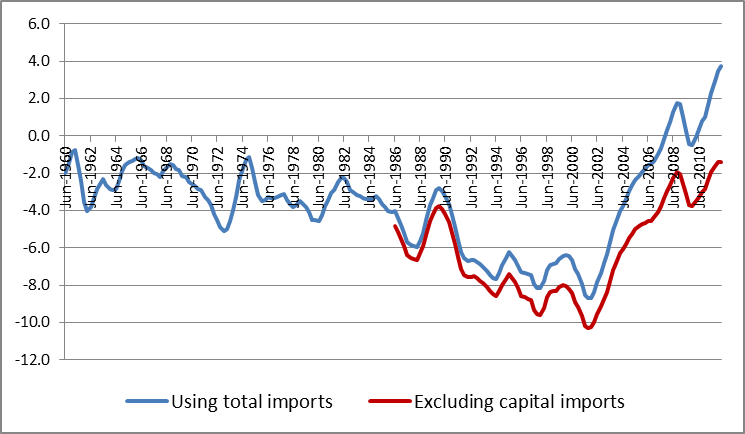 6.0
4.0
2.0
0.0
-2.0
-4.0
-6.0
-8.0
-10.0
-12.0
Jun-1960
Jun-1962
Jun-1964
Jun-1966
Jun-1968
Jun-1970
Jun-1972
Jun-1974
Jun-1976
Jun-1978
Jun-1980
Jun-1982
Jun-1984
Jun-1986
Jun-1988
Jun-1990
Jun-1992
Jun-1994
Jun-1996
Jun-1998
Jun-2000
Jun-2002
Jun-2004
Jun-2006
Jun-2008
Jun-2010
Using total imports
Excluding capital imports